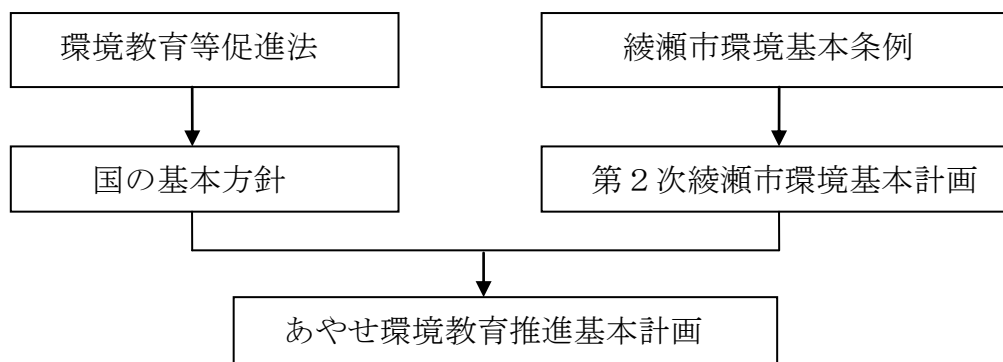 環境教育等促進法
綾瀬市環境基本条例
国の基本方針
第２次綾瀬市環境基本計画
あやせ環境教育推進基本計画